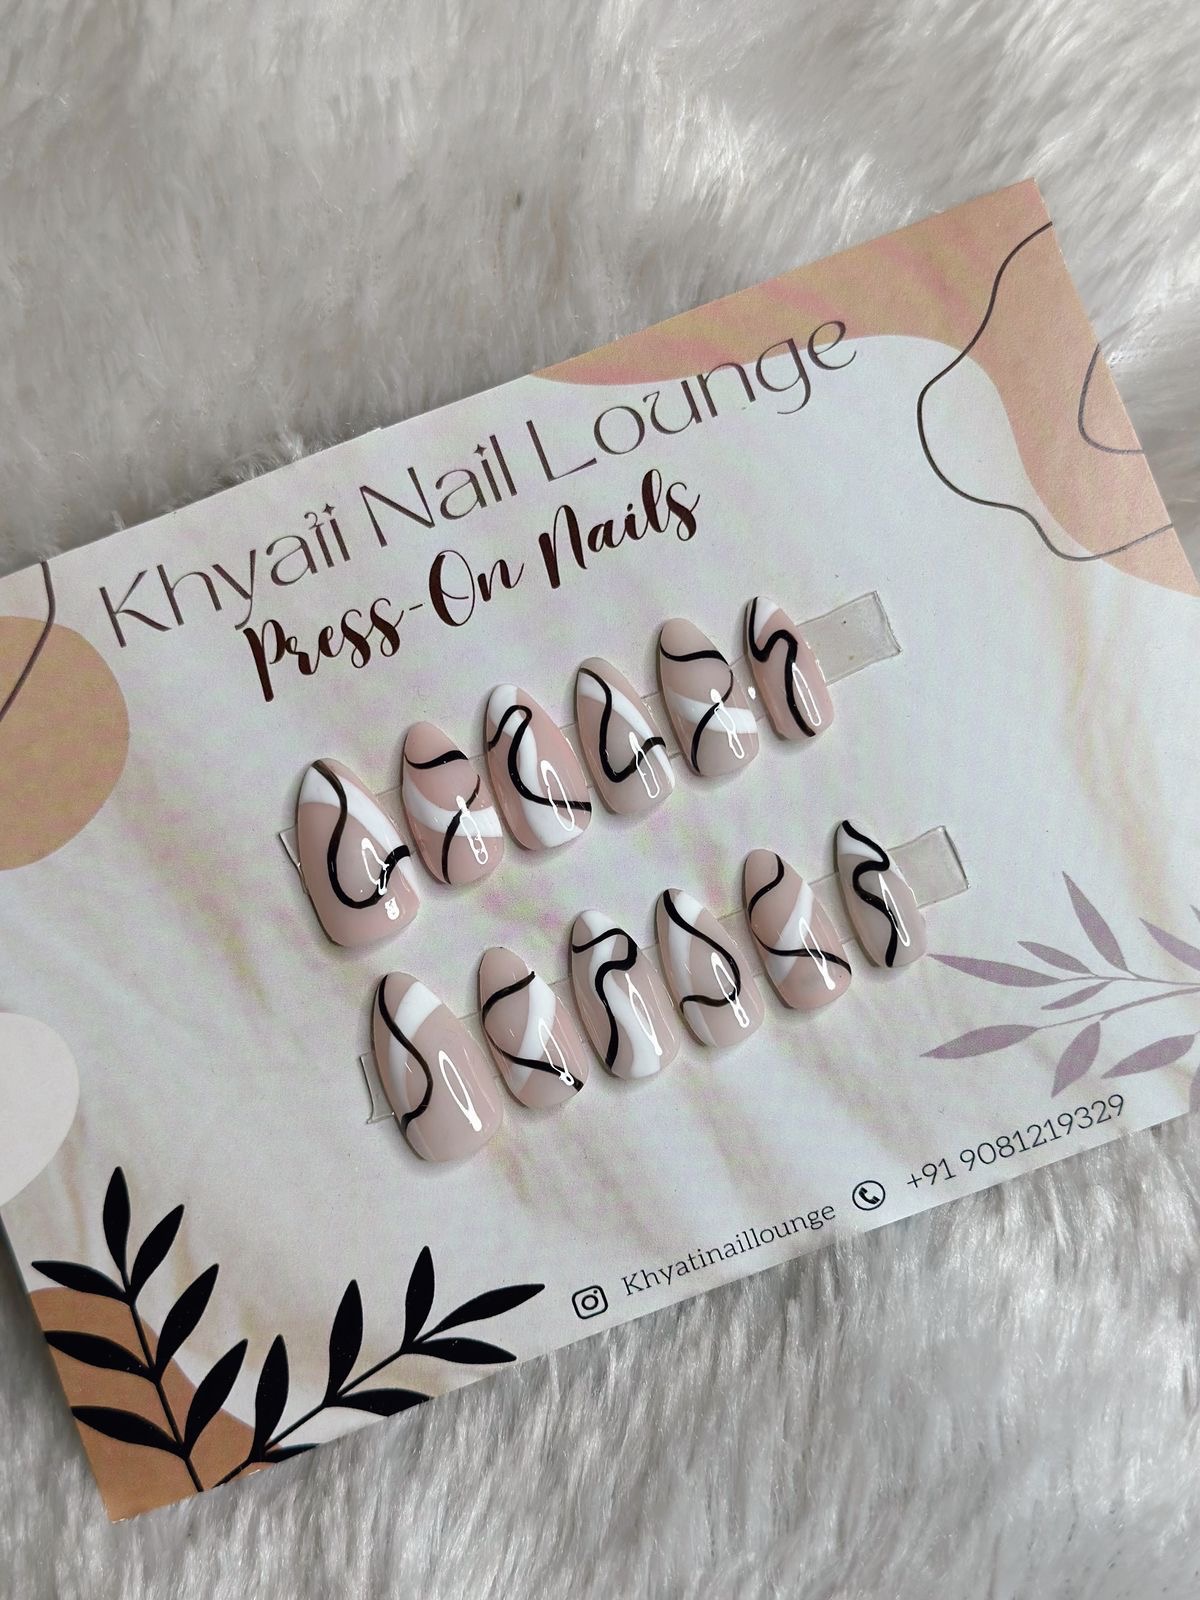 Khyati Nail Lounge
Press-On Nails
Khyatinaillounge +91 9081219329